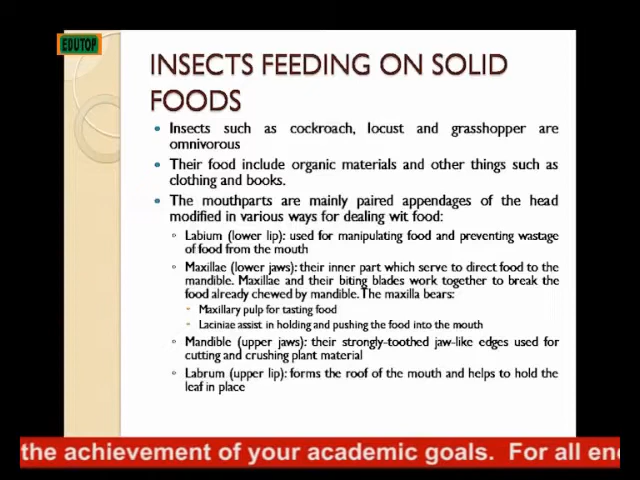 EDUTOP
INSECTS FEEDING ON SOLID
FOODS
Insects such as cockroach, locust and grasshopper are
omnivorous
Their food include organic materials and other things such as
clothing and books.
The mouthparts are mainly paired appendages of the head
modified in various ways for dealing wit food:
Labium (lower lip): used for manipulating food and preventing wastage
of food from the mouth
Maxillae (lower jaws): their inner part which serve to direct food to the
mandible. Maxillae and their biting blades work together to break the
food already chewed by mandible. The maxilla bears:
Maxillary pulp for tasting food
Laciniae assist in holding and pushing the food into the mouth
Mandible (upper jaws): their strongly-toothed jaw-like edges used for
cutting and crushing plant material
Labrum (upper lip): forms the roof of the mouth and helps to hold the
leaf in place
the achievement of your academic goals. For all en